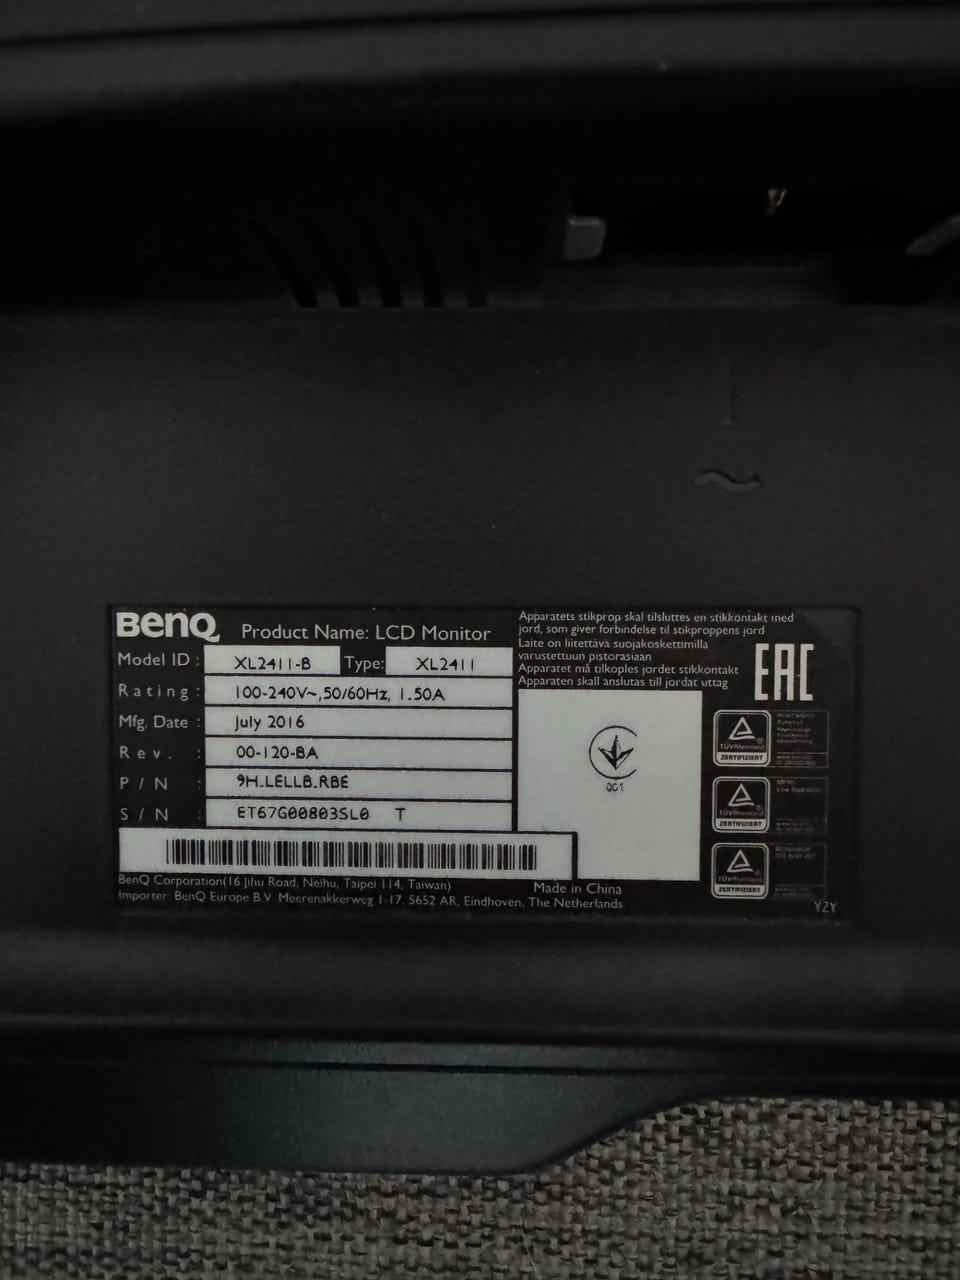 BenQ Product Name: LCD Monitor
Model ID : XL2411-B Type: XL2411
Rating : 100-240V~,50/60Hz, 1.50A
Mfg. Date : July 2016
Rev. : 00-120-BA
P/N : 9H.LELLB.RBE
S/N : ET67G00803SL0 T
BenQ Corporation(16 Jihu Road, Neihu, Taipei 114, Taiwan)
Made in China
Importer: BenQ Europe B.V. Meerenakkerweg 1-17, 5652 AR, Eindhoven, The Netherlands
Apparatets stikprop skal tilsluttes en stikkontakt med
jord, som giver forbindelse til stikproppens jord
Laite on liitettävä suojakoskettimilla
varustettuun pistorasiaan
Apparatet må tilkoples jordet stikkontakt
Apparaten skall anslutas till jordat uttag
EAC
001
TÜVRheinland
ZERTIFIZIERT
TÜVRheinland
ZERTIFIZIERT
TÜVRheinland
ZERTIFIZIERT
YZY